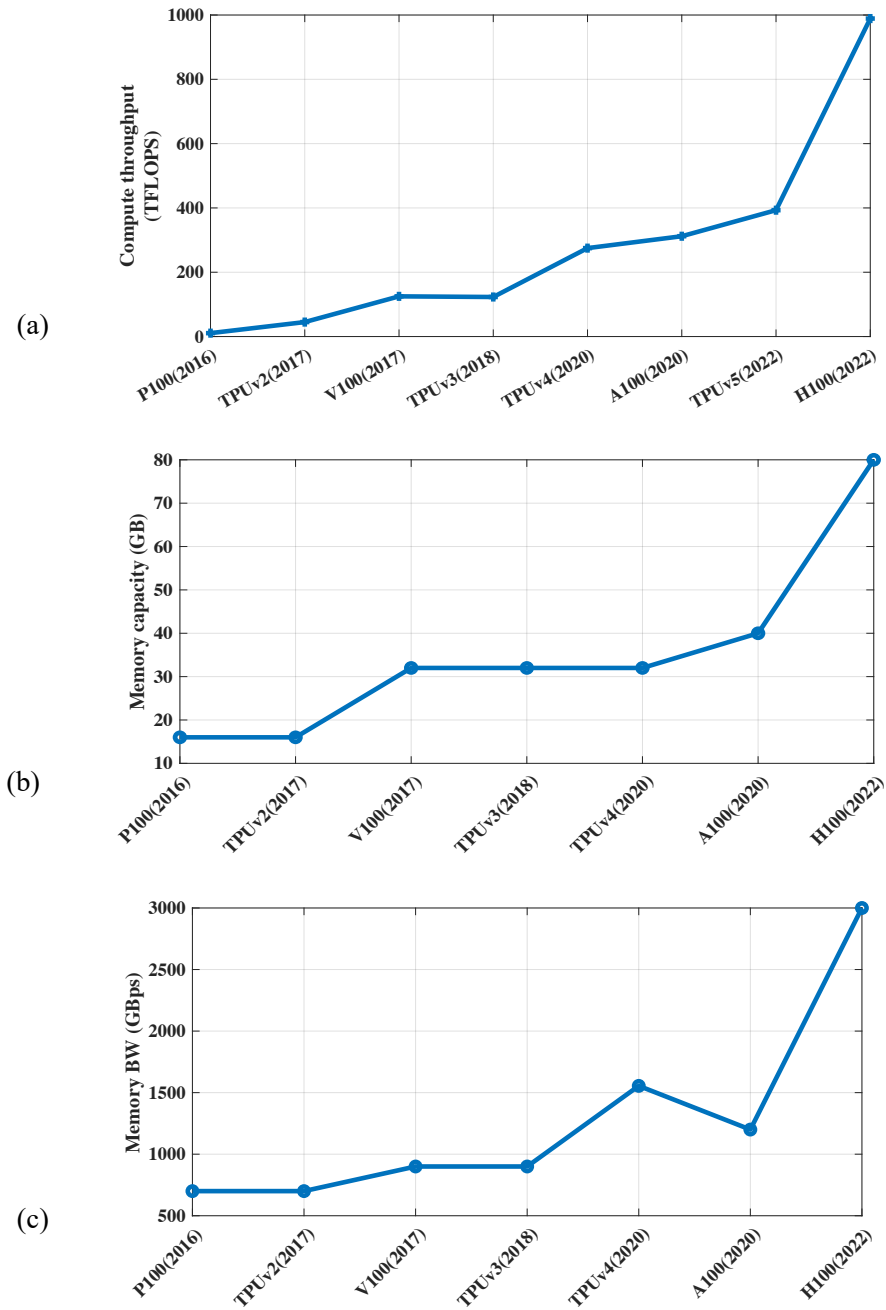 1000
800
600
400
200
0
Compute throughput
(TFLOPS)
(a)
P100(2016)
TPUv2(2017)
V100(2017)
TPUv3(2018)
TPUv4(2020)
A100(2020)
TPUv5(2022)
H100(2022)
80
70
60
50
40
30
20
10
Memory capacity (GB)
(b)
P100(2016)
TPUv2(2017)
V100(2017)
TPUv3(2018)
TPUv4(2020)
A100(2020)
H100(2022)
3000
2500
2000
1500
1000
500
Memory BW (GBps)
(c)
P100(2016)
TPUv2(2017)
V100(2017)
TPUv3(2018)
TPUv4(2020)
A100(2020)
H100(2022)